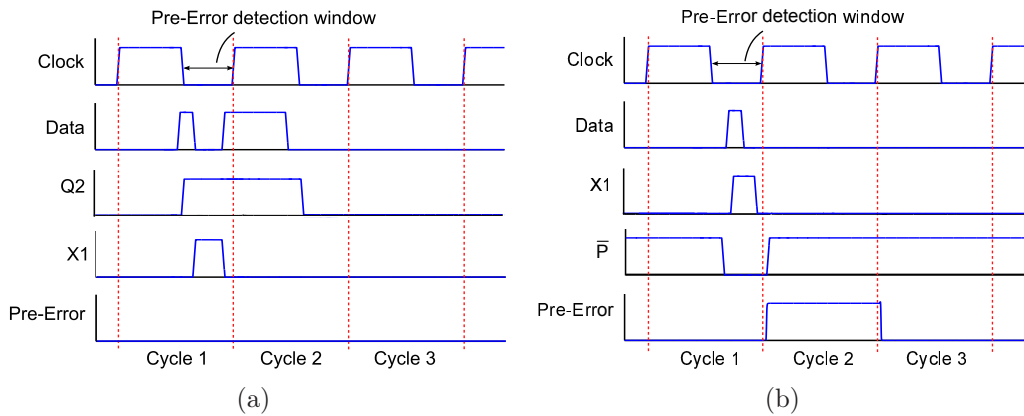 Pre-Error detection window
Clock
Data
Q2
X1
Pre-Error
Cycle 1 Cycle 2 Cycle 3
(a)
Pre-Error detection window
Clock
Data
X1
P̅
Pre-Error
Cycle 1 Cycle 2 Cycle 3
(b)